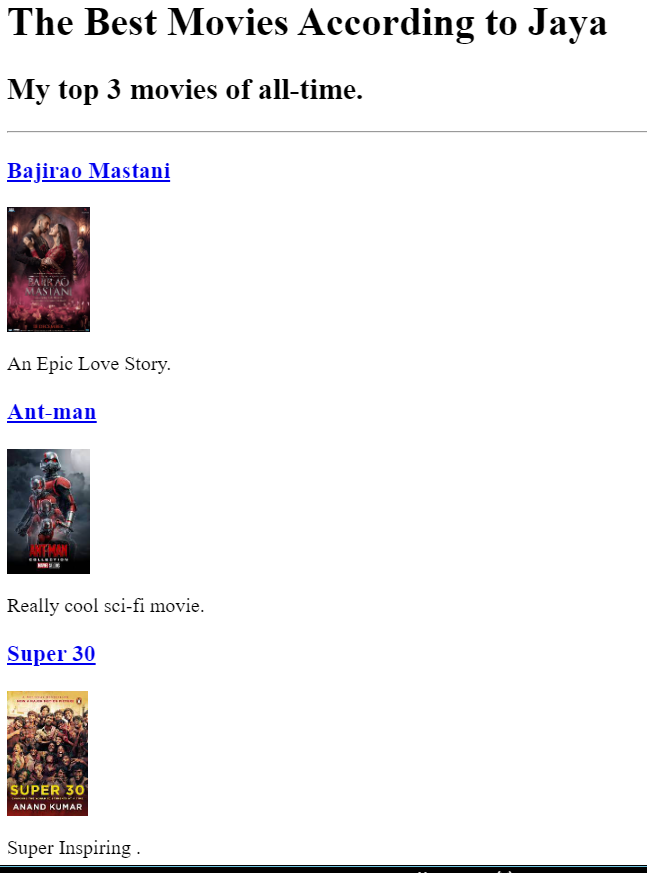 The Best Movies According to Jaya
My top 3 movies of all-time.
Bajirao Mastani
BAJIRAO
MASTANI
An Epic Love Story.
Ant-man
ANT-MAN
COLLECTION
Really cool sci-fi movie.
Super 30
SUPER 30
ANAND KUMAR
Super Inspiring .